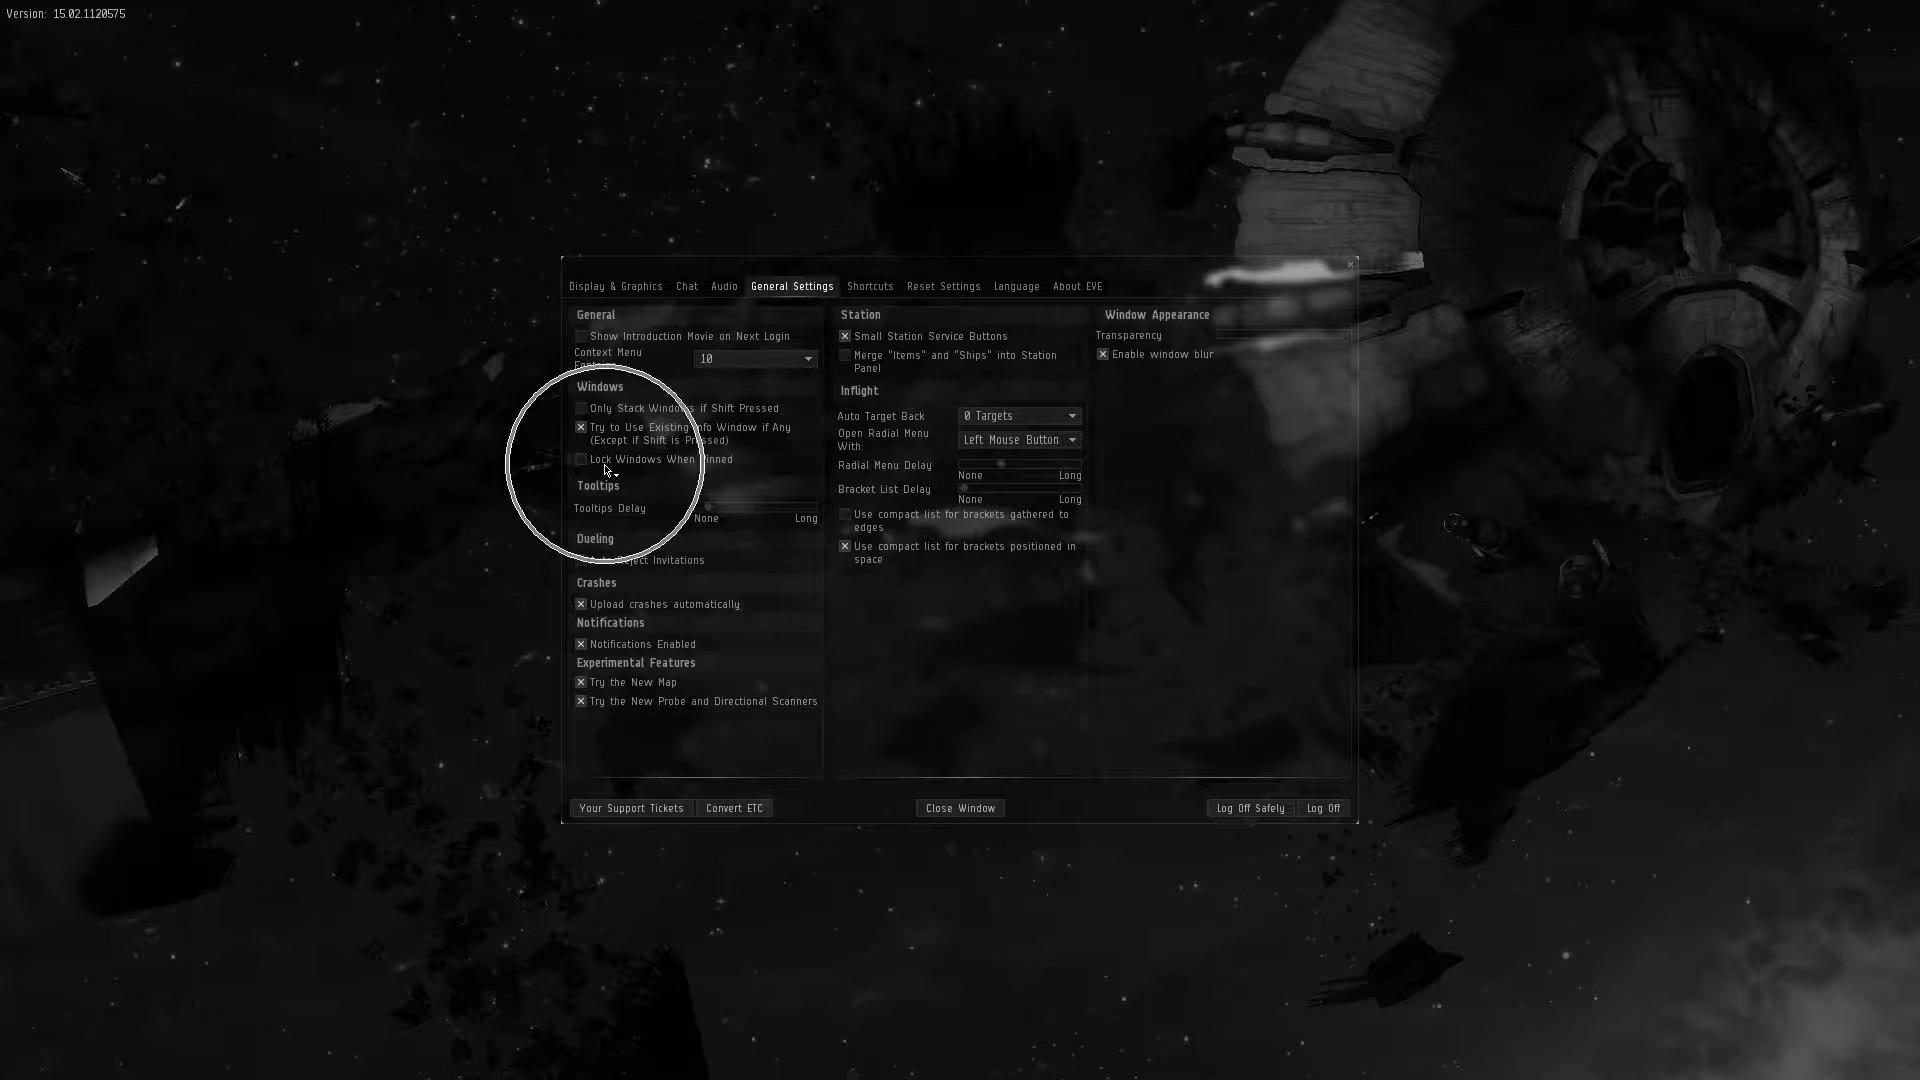 Version: 15.02.1120575
Display & Graphics Chat Audio General Settings Shortcuts Reset Settings Language About EVE
General
Show Introduction Movie on Next Login
Context Menu
10
Windows
Only Stack Windows if Shift Pressed
Try to Use Existing Info Window if Any
(Except if Shift is Pressed)
Lock Windows When Pinned
Tooltips
Tooltips Delay
None Long
Dueling
Reject Invitations
Crashes
Upload crashes automatically
Notifications
Notifications Enabled
Experimental Features
Try the New Map
Try the New Probe and Directional Scanners
Station
Small Station Service Buttons
Merge "Items" and "Ships" into Station
Panel
Inflight
Auto Target Back 0 Targets
Open Radial Menu
With:
Left Mouse Button
Radial Menu Delay
None Long
Bracket List Delay
None Long
Use compact list for brackets gathered to
edges
Use compact list for brackets positioned in
space
Window Appearance
Transparency
Enable window blur
Your Support Tickets Convert ETC Close Window Log Off Safely Log Off